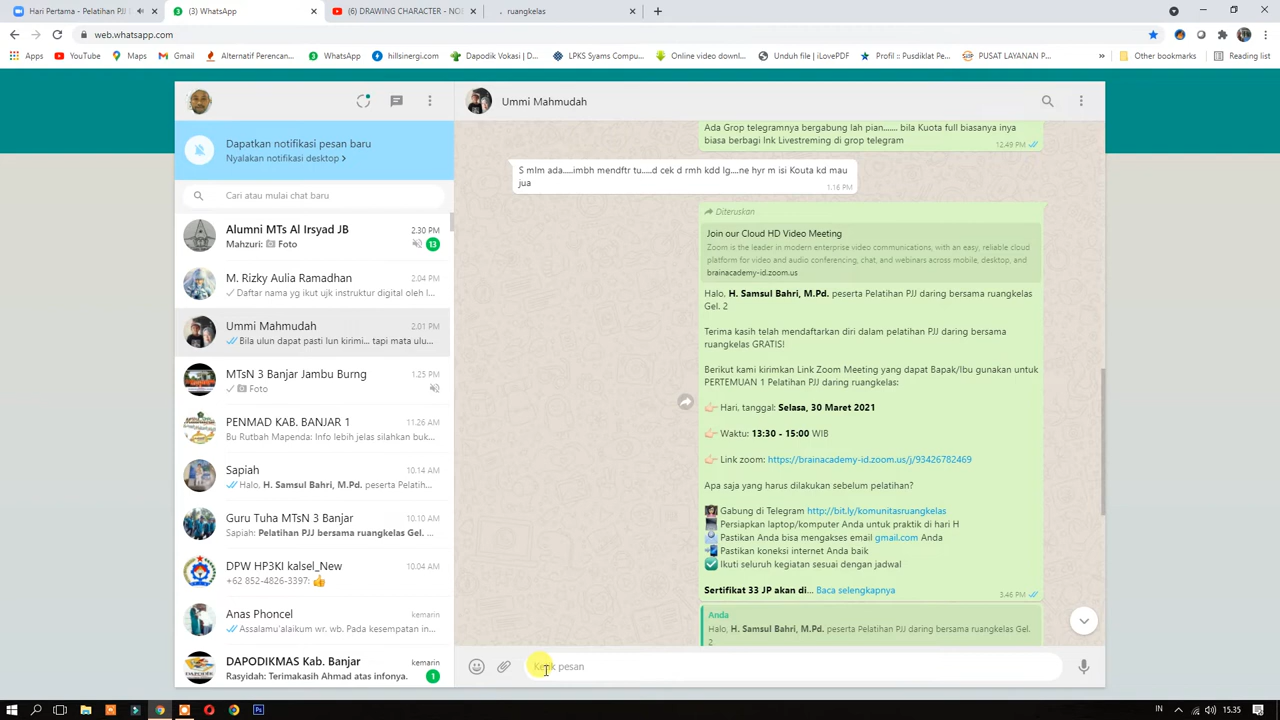 Hari Pertama - Pelatihan PJJ
(3) WhatsApp
(6) DRAWING CHARACTER - NO
ruangkelas
web.whatsapp.com
Apps
YouTube
Maps
Gmail
Alternatif Perencan...
WhatsApp
hillsinergi.com
Dapodik Vokasi | D...
LPKS Syams Compu...
Online video downl...
Unduh file | iLovePDF
Profil :: Pusdiklat Pe...
PUSAT LAYANAN P...
Other bookmarks
Reading list
Dapatkan notifikasi pesan baru
Nyalakan notifikasi desktop >
Cari atau mulai chat baru
Alumni MTs Al Irsyad JB 2.30 PM
Mahzuri: Foto 13
M. Rizky Aulia Ramadhan 2.04 PM
Daftar nama yg ikut ujk instruktur digital oleh l...
Ummi Mahmudah 2.01 PM
Bila ulun dapat pasti lun kirimi... tapi mata ulu...
MTsN 3 Banjar Jambu Burng 1.25 PM
Foto
PENMAD KAB. BANJAR 1 11.26 AM
Bu Rutbah Mapenda: Info lebih jelas silahkan buk...
Sapiah 10.14 AM
Halo, H. Samsul Bahri, M.Pd. peserta Pelatih...
Guru Tuha MTsN 3 Banjar 10.10 AM
Sapiah: Pelatihan PJJ bersama ruangkelas Gel. ...
DPW HP3KI kalsel_New 10.04 AM
+62 852-4826-3397: 👍
Anas Phoncel kemarin
Assalamu'alaikum wr. wb. Pada kesempatan in...
DAPODIKMAS Kab. Banjar kemarin
Rasyidah: Terimakasih Ahmad atas infonya. 1
Ummi Mahmudah
Ada Grop telegramnya bergabung lah pian....... bila Kuota full biasanya inya
biasa berbagi lnk Livestreming di grop telegram
12.49 PM
S mlm ada.....imbh mendftr tu.....d cek d rmh kdd lg....ne hyr m isi Kouta kd mau
jua
1.16 PM
Diteruskan
Join our Cloud HD Video Meeting
Zoom is the leader in modern enterprise video communications, with an easy, reliable cloud
platform for video and audio conferencing, chat, and webinars across mobile, desktop, and
brainacademy-id.zoom.us
Halo, H. Samsul Bahri, M.Pd. peserta Pelatihan PJJ daring bersama ruangkelas
Gel. 2
Terima kasih telah mendaftarkan diri dalam pelatihan PJJ daring bersama
ruangkelas GRATIS!
Berikut kami kirimkan Link Zoom Meeting yang dapat Bapak/Ibu gunakan untuk
PERTEMUAN 1 Pelatihan PJJ daring ruangkelas:
👉🏻 Hari, tanggal: Selasa, 30 Maret 2021
👉🏻 Waktu: 13:30 - 15:00 WIB
👉🏻 Link zoom: https://brainacademy-id.zoom.us/j/93426782469
Apa saja yang harus dilakukan sebelum pelatihan?
Gabung di Telegram http://bit.ly/komunitasruangkelas
Persiapkan laptop/komputer Anda untuk praktik di hari H
Pastikan Anda bisa mengakses email gmail.com Anda
Pastikan koneksi internet Anda baik
✅ Ikuti seluruh kegiatan sesuai dengan jadwal
Sertifikat 33 JP akan di... Baca selengkapnya
3.46 PM
Anda
Halo, H. Samsul Bahri, M.Pd. peserta Pelatihan PJJ daring bersama ruangkelas Gel.
2
pesan
IN 15.35